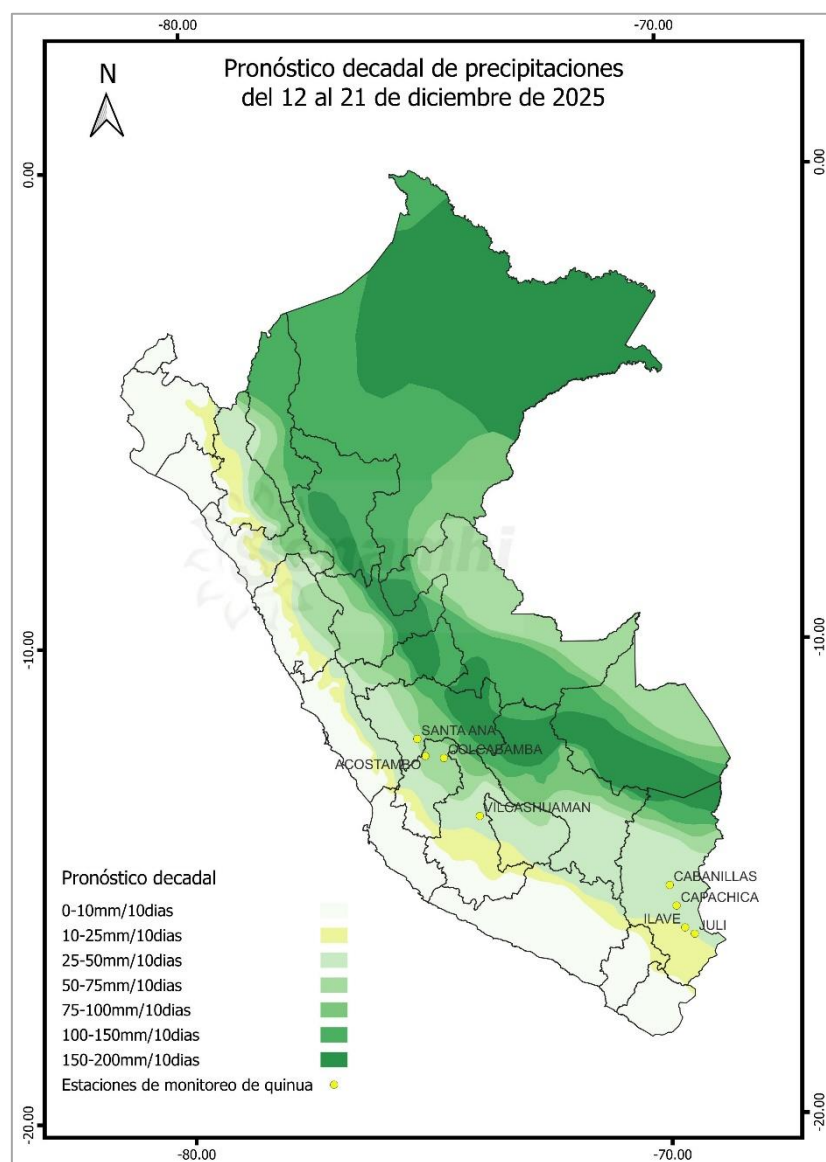 -80.00
-70.00
N
Pronóstico decadal de precipitaciones
del 12 al 21 de diciembre de 2025
0.00
0.00
senamhi
-10.00
-10.00
SANTA ANA
COLCABAMBA
ACOSTAMBO
VILCASHUAMAN
CABANILLAS
CAPACHICA
ILAVE
JULI
Pronóstico decadal
0-10mm/10dias
10-25mm/10dias
25-50mm/10dias
50-75mm/10dias
75-100mm/10dias
100-150mm/10dias
150-200mm/10dias
Estaciones de monitoreo de quinua
-20.00
-20.00
-80.00
-70.00